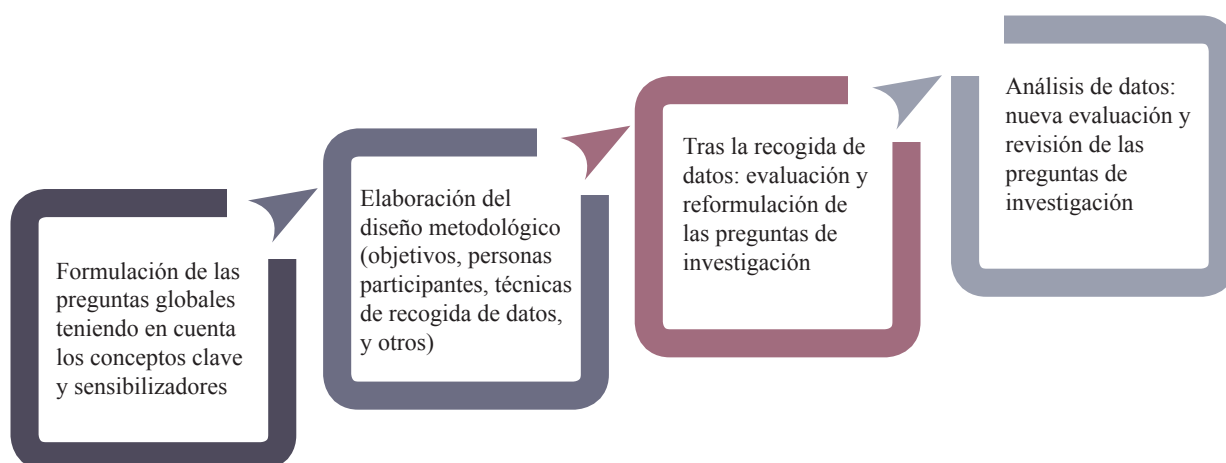 Formulación de las
preguntas globales
teniendo en cuenta
los conceptos clave
y sensibilizadores
Elaboración del
diseño metodológico
(objetivos, personas
participantes, técnicas
de recogida de datos,
y otros)
Tras la recogida de
datos: evaluación y
reformulación de
las preguntas de
investigación
Análisis de datos:
nueva evaluación y
revisión de las
preguntas de
investigación